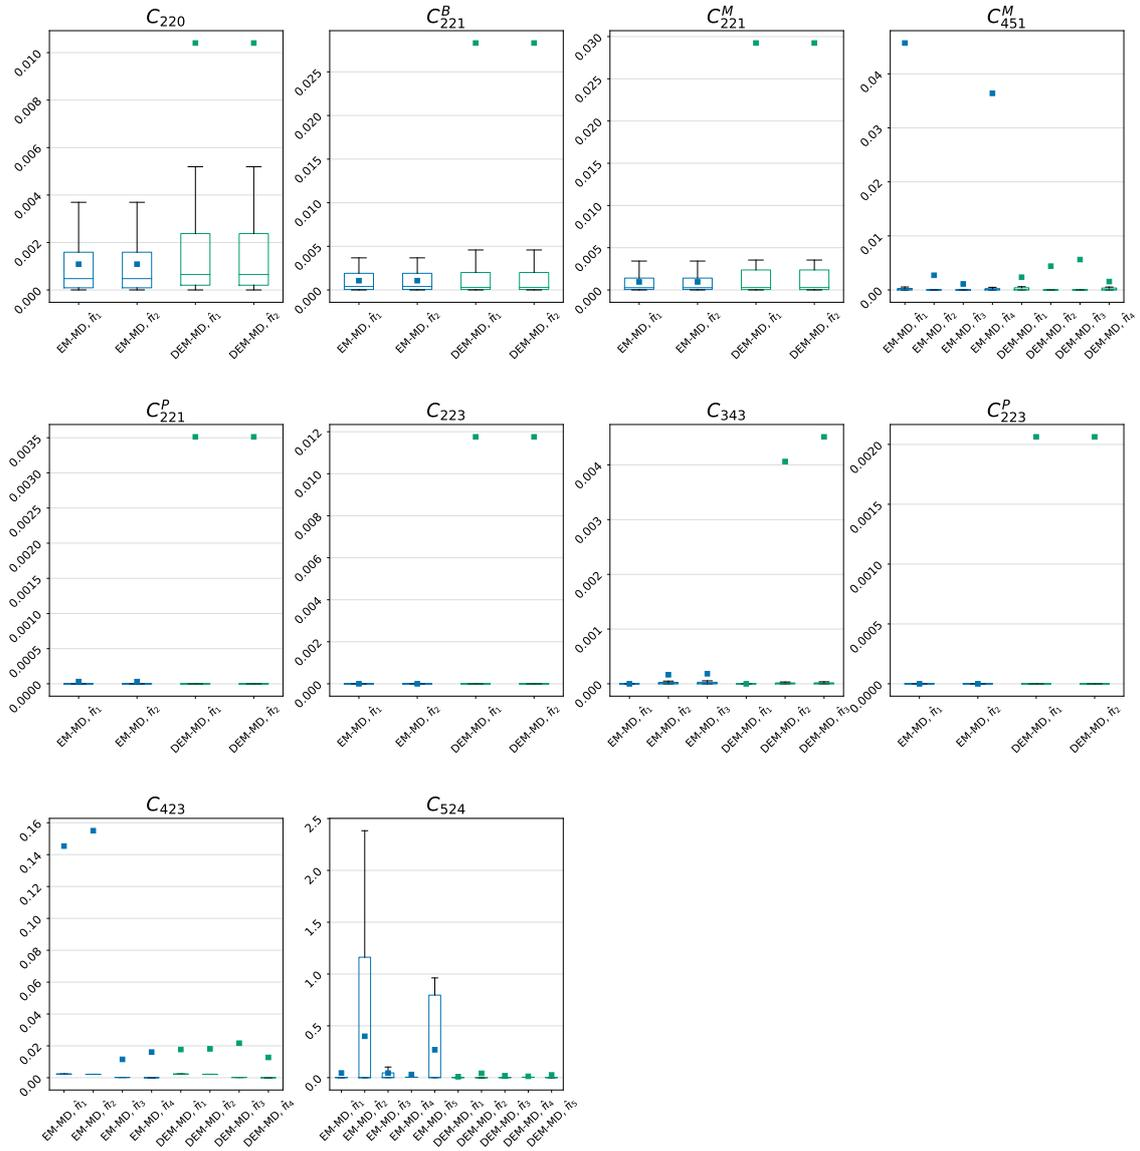 C220 C^B_221 C^M_221 C^M_451
0.010 0.008 0.006 0.004 0.002 0.000
0.025 0.020 0.015 0.010 0.005 0.000
0.030 0.025 0.020 0.015 0.010 0.005 0.000
0.04 0.03 0.02 0.01 0.00
EM-MD, π̂1 EM-MD, π̂2 DEM-MD, π̂1 DEM-MD, π̂2
EM-MD, π̂1 EM-MD, π̂2 DEM-MD, π̂1 DEM-MD, π̂2
EM-MD, π̂1 EM-MD, π̂2 DEM-MD, π̂1 DEM-MD, π̂2
EM-MD, π̂1 EM-MD, π̂2 EM-MD, π̂3 EM-MD, π̂4 DEM-MD, π̂1 DEM-MD, π̂2 DEM-MD, π̂3 DEM-MD, π̂4
C^P_221 C223 C343 C^P_223
0.0035 0.0030 0.0025 0.0020 0.0015 0.0010 0.0005 0.0000
0.012 0.010 0.008 0.006 0.004 0.002 0.000
0.004 0.003 0.002 0.001 0.000
0.0020 0.0015 0.0010 0.0005 0.0000
EM-MD, π̂1 EM-MD, π̂2 DEM-MD, π̂1 DEM-MD, π̂2
EM-MD, π̂1 EM-MD, π̂2 DEM-MD, π̂1 DEM-MD, π̂2
EM-MD, π̂1 EM-MD, π̂2 EM-MD, π̂3 DEM-MD, π̂1 DEM-MD, π̂2 DEM-MD, π̂3
EM-MD, π̂1 EM-MD, π̂2 DEM-MD, π̂1 DEM-MD, π̂2
C423 C524
0.16 0.14 0.12 0.10 0.08 0.06 0.04 0.02 0.00
2.5 2.0 1.5 1.0 0.5 0.0
EM-MD, π̂1 EM-MD, π̂2 EM-MD, π̂3 EM-MD, π̂4 DEM-MD, π̂1 DEM-MD, π̂2 DEM-MD, π̂3 DEM-MD, π̂4
EM-MD, π̂1 EM-MD, π̂2 EM-MD, π̂3 EM-MD, π̂4 EM-MD, π̂5 DEM-MD, π̂1 DEM-MD, π̂2 DEM-MD, π̂3 DEM-MD, π̂4 DEM-MD, π̂5